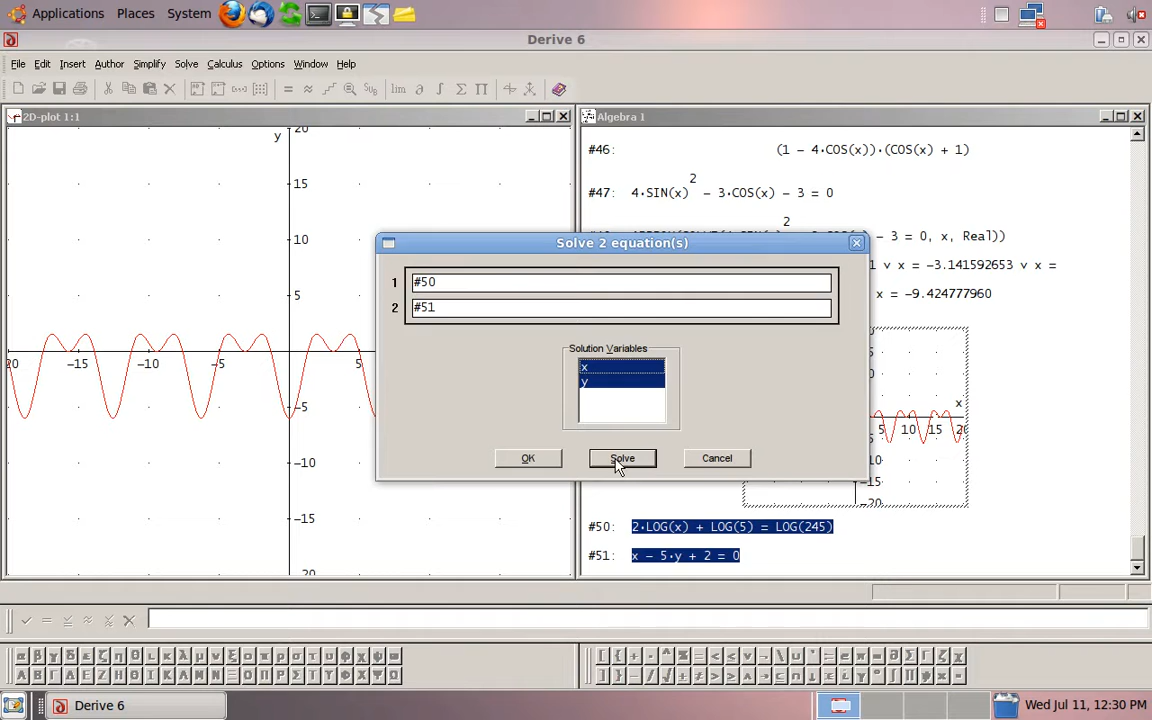 Applications Places System
Wed Jul 11, 12:30 PM
Derive 6
File Edit Insert Author Simplify Solve Calculus Options Window Help
lim ∂ ∫ Σ Π
2D-plot 1:1
y
20
15
10
5
20 -15 -10 -5
-5
-10
-15
20
Algebra 1
#46: (1 - 4·COS(x))·(COS(x) + 1)
2
#47: 4·SIN(x) - 3·COS(x) - 3 = 0
2
- 3 = 0, x, Real))
1 ∨ x = -3.141592653 ∨ x =
x = -9.424777960
x
5 10 15 20
-15
-20
#50: 2·LOG(x) + LOG(5) = LOG(245)
#51: x - 5·y + 2 = 0
Solve 2 equation(s)
1 #50
2 #51
Solution Variables
x
y
OK Solve Cancel
α β γ δ ε ζ η θ ι κ λ μ ν ξ ο π ρ σ τ υ φ χ ψ ω
Α Β Γ Δ Ε Ζ Η Θ Ι Κ Λ Μ Ν Ξ Ο Π Ρ Σ Τ Υ Φ Χ Ψ Ω
Derive 6